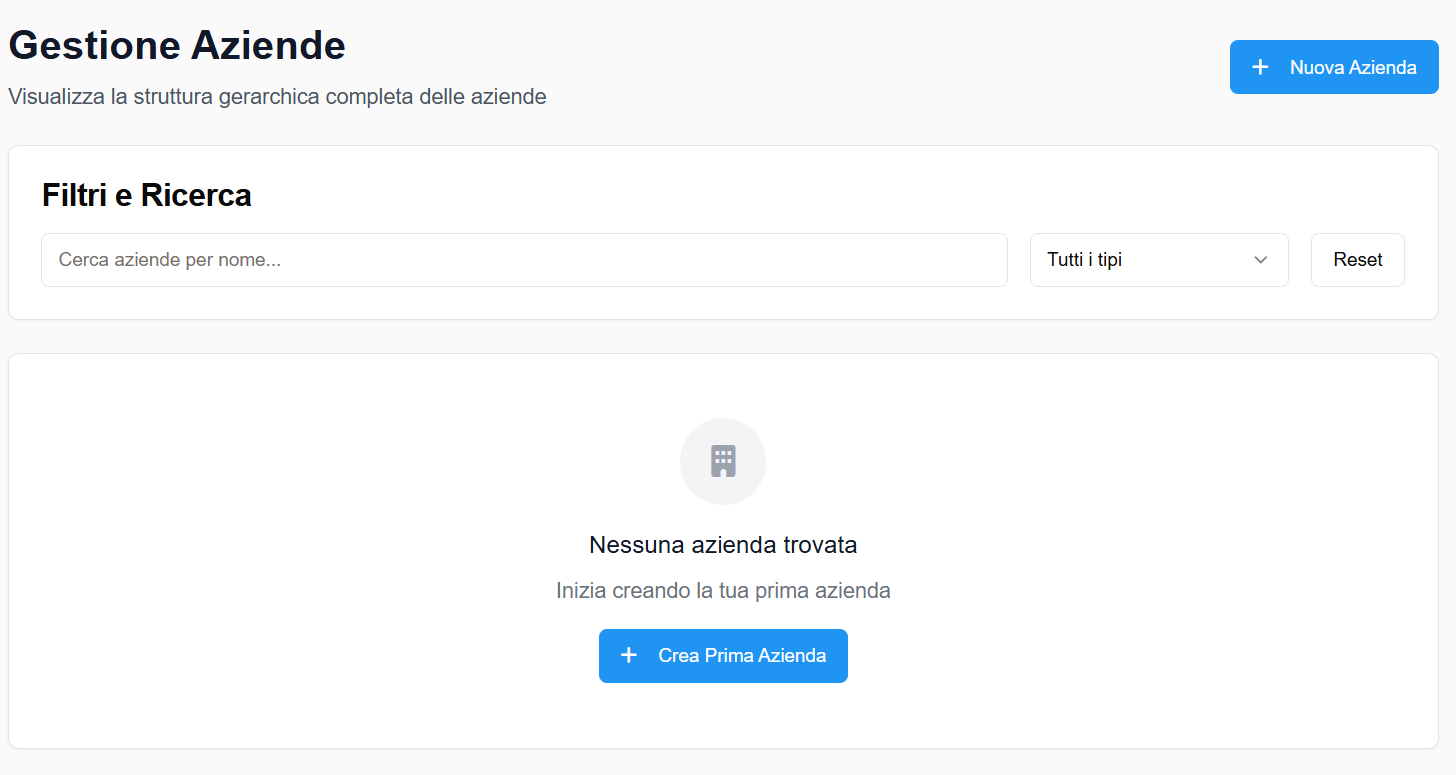 Gestione Aziende
Nuova Azienda
Visualizza la struttura gerarchica completa delle aziende
Filtri e Ricerca
Cerca aziende per nome...
Tutti i tipi
Reset
Nessuna azienda trovata
Inizia creando la tua prima azienda
Crea Prima Azienda